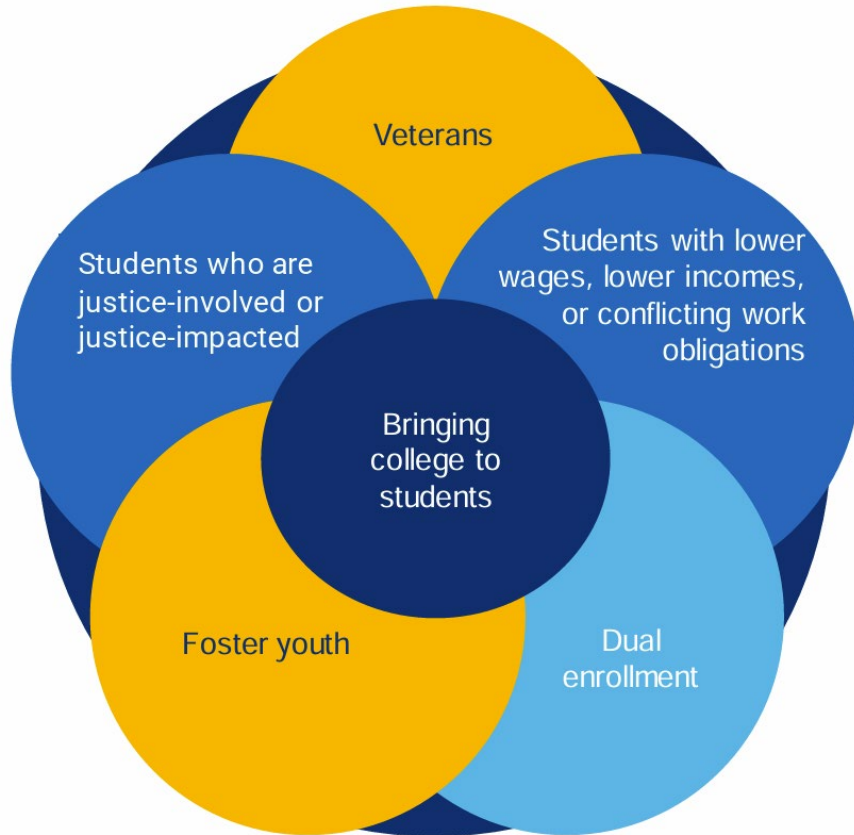 Veterans
Students who are
justice-involved or
justice-impacted
Students with lower
wages, lower incomes,
or conflicting work
obligations
Bringing
college to
students
Foster youth
Dual
enrollment